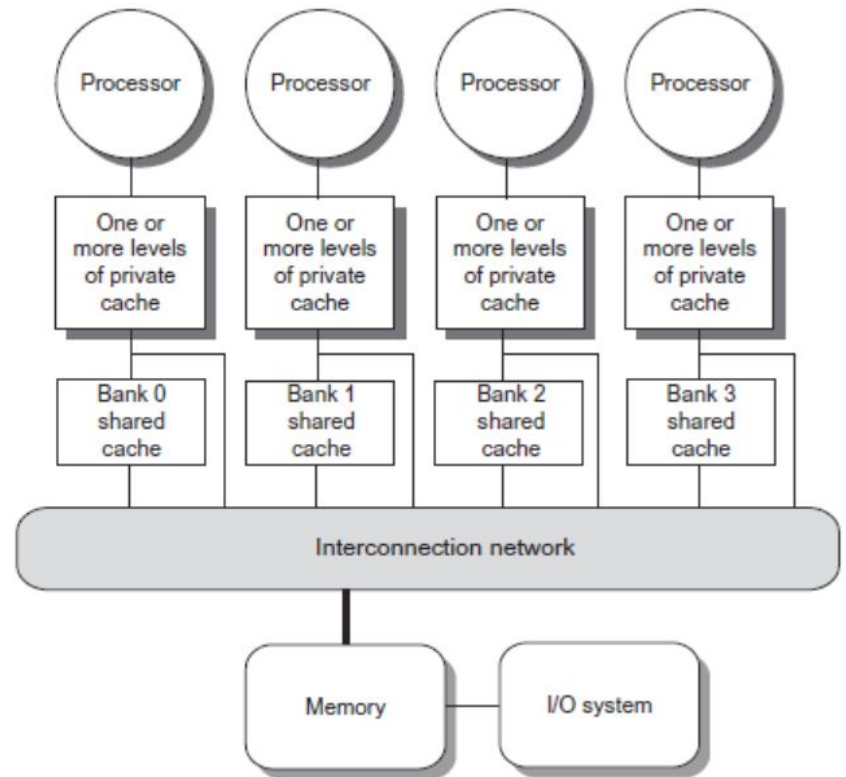 Processor
Processor
Processor
Processor
One or
more levels
of private
cache
One or
more levels
of private
cache
One or
more levels
of private
cache
One or
more levels
of private
cache
Bank 0
shared
cache
Bank 1
shared
cache
Bank 2
shared
cache
Bank 3
shared
cache
Interconnection network
Memory
I/O system